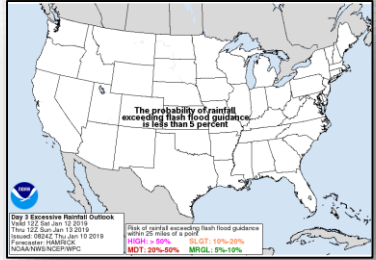 The probability of rainfall
exceeding flash flood guidance
is less than 5 percent
NOAA
Day 3 Excessive Rainfall Outlook
Valid 12Z Sat Jan 12 2019
Thru 12Z Sun Jan 13 2019
Issued: 0824Z Thu Jan 10 2019
Forecaster: HAMRICK
NOAA/NWS/NCEP/WPC
Risk of rainfall exceeding flash flood guidance
within 25 miles of a point
HIGH: > 50% SLGT: 10%-20%
MDT: 20%-50% MRGL: 5%-10%